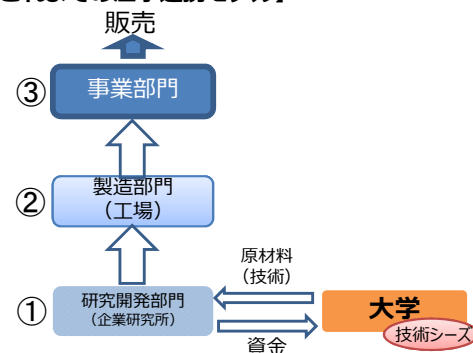 販売
③
事業部門
②
製造部門
（工場）
原材料
（技術）
①
研究開発部門
（企業研究所）
大学
技術シーズ
資金